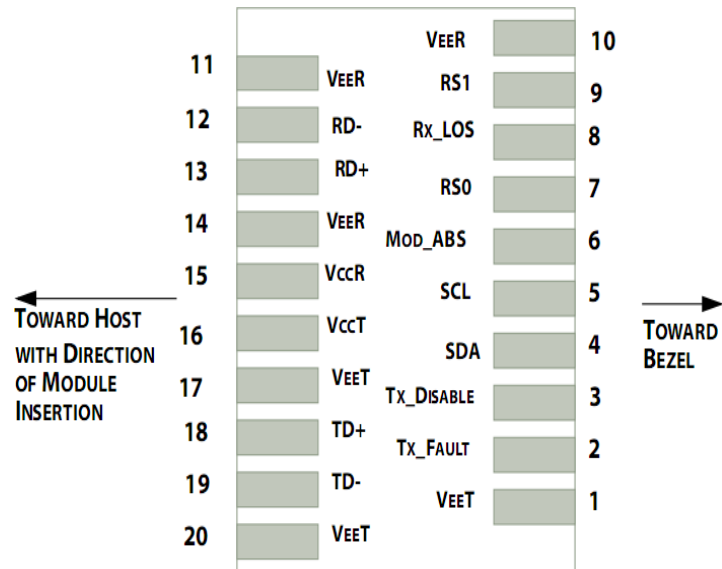 VEER 10
11 VEER
RS1 9
12 RD-
RX_LOS 8
13 RD+
RS0 7
14 VEER
MOD_ABS 6
15 VCCR
SCL 5
TOWARD HOST
WITH DIRECTION
OF MODULE
INSERTION
TOWARD
BEZEL
16 VCCT
SDA 4
17 VEET
TX_DISABLE 3
18 TD+
TX_FAULT 2
19 TD-
VEET 1
20 VEET